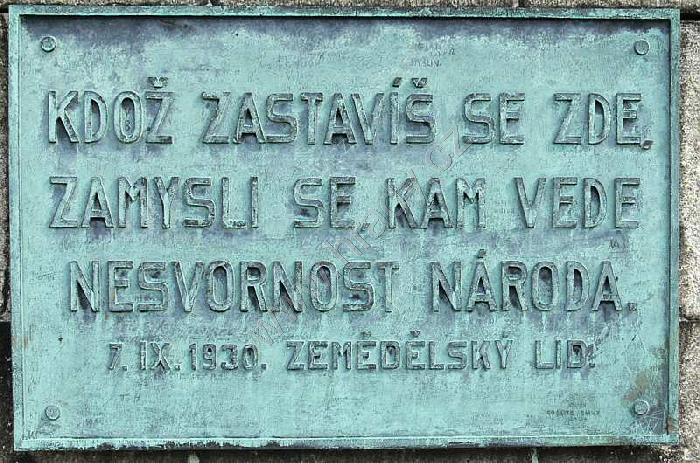 KDOŽ ZASTAVÍŠ SE ZDE,
ZAMYSLI SE, KAM VEDE
NESVORNOST NÁRODA.
7. IX. 1930. ZEMĚDĚLSKÝ LID.